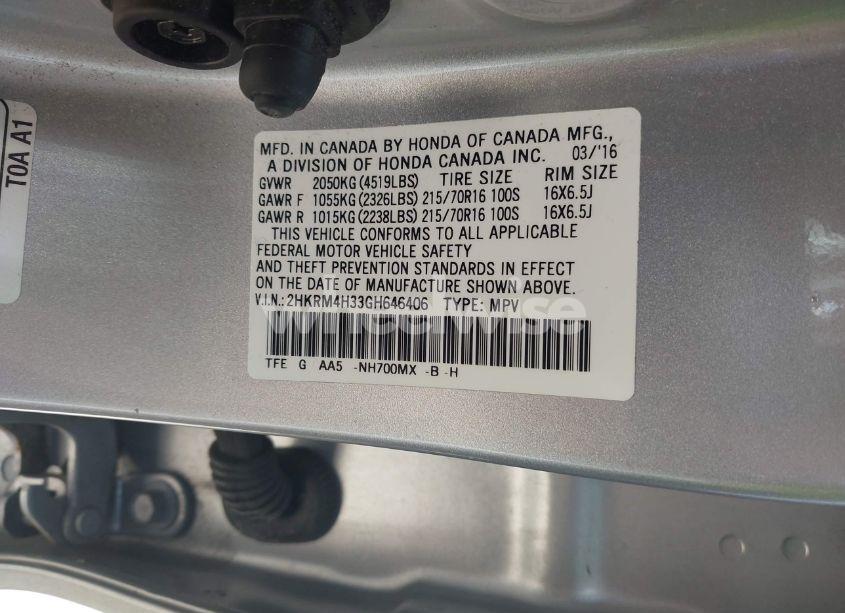 T0A A1
MFD. IN CANADA BY HONDA OF CANADA MFG.,
A DIVISION OF HONDA CANADA INC. 03/'16
GVWR 2050KG (4519LBS) TIRE SIZE RIM SIZE
GAWR F 1055KG (2326LBS) 215/70R16 100S 16X6.5J
GAWR R 1015KG (2238LBS) 215/70R16 100S 16X6.5J
THIS VEHICLE CONFORMS TO ALL APPLICABLE
FEDERAL MOTOR VEHICLE SAFETY
AND THEFT PREVENTION STANDARDS IN EFFECT
ON THE DATE OF MANUFACTURE SHOWN ABOVE.
V.I.N.: 2HKRM4H33GH646406 TYPE: MPV
wheelwise
TFE G AA5 -NH700MX -B -H